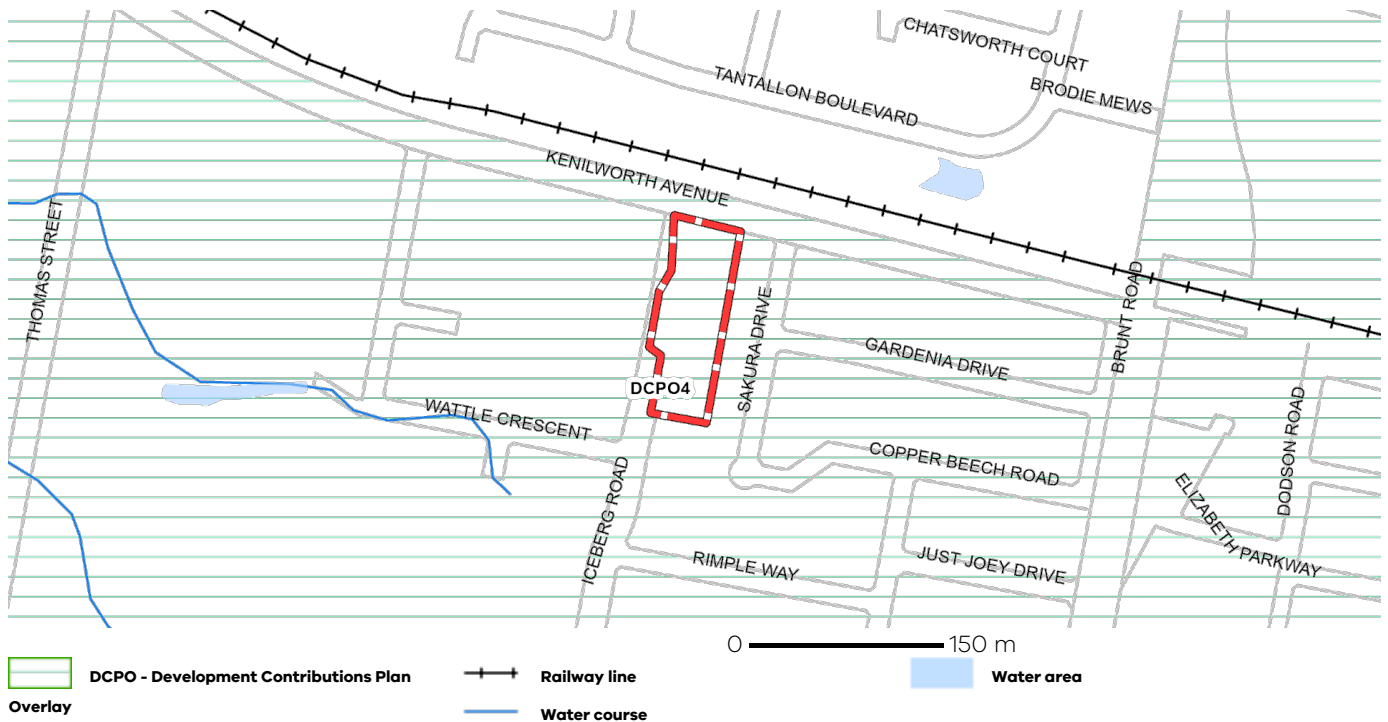 CHATSWORTH COURT
TANTALLON BOULEVARD
BRODIE MEWS
KENILWORTH AVENUE
THOMAS STREET
BRUNT ROAD
SAKURA DRIVE
GARDENIA DRIVE
DCPO4
WATTLE CRESCENT
DODSON ROAD
COPPER BEECH ROAD
ICEBERG ROAD
ELIZABETH PARKWAY
RIMPLE WAY
JUST JOEY DRIVE
0 150 m
DCPO - Development Contributions Plan
Overlay
Railway line
Water area
Water course